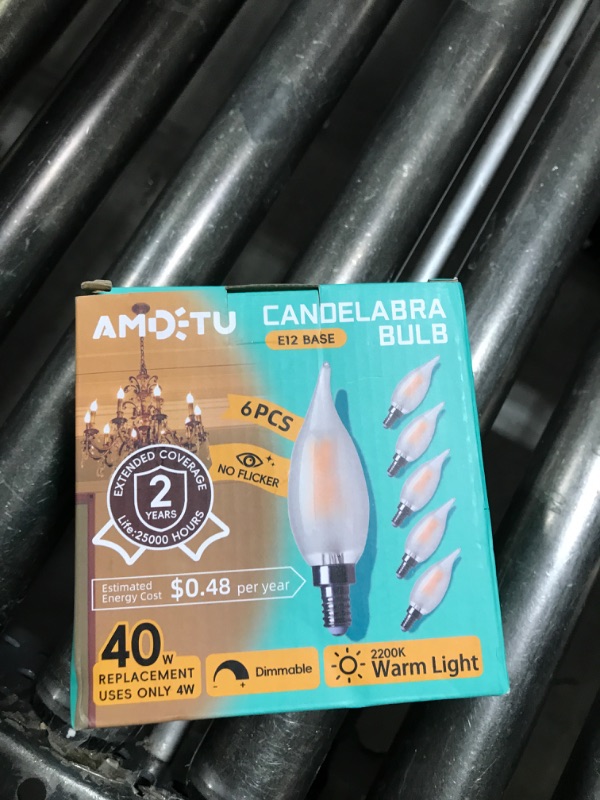 AMDETU
CANDELABRA
BULB
E12 BASE
6PCS
NO FLICKER
EXTENDED COVERAGE
2
YEARS
Life:25000 HOURS
Estimated
Energy Cost
$0.48 per year
40W
REPLACEMENT
USES ONLY 4W
Dimmable
- +
2200K
Warm Light